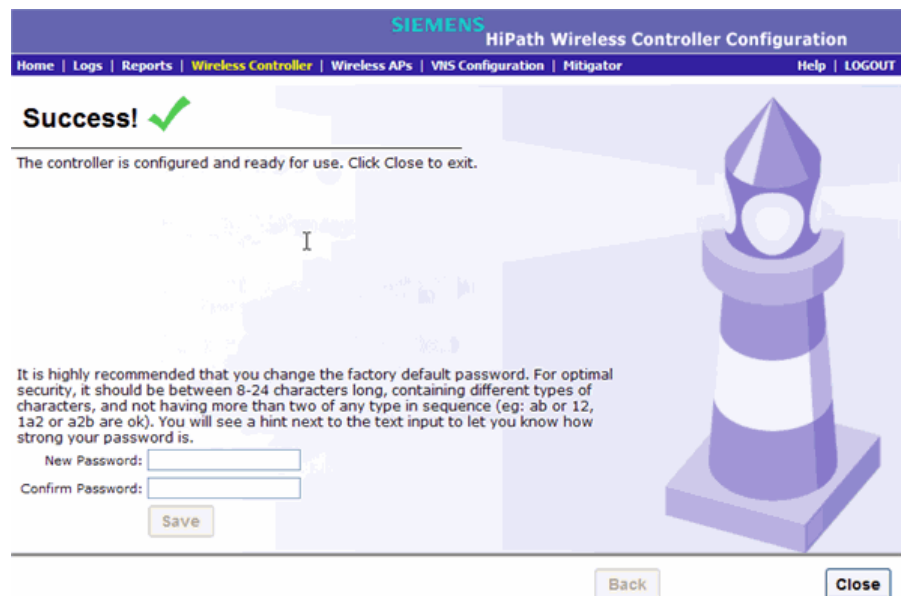 SIEMENS
HiPath Wireless Controller Configuration
Home | Logs | Reports | Wireless Controller | Wireless APs | VNS Configuration | Mitigator Help | LOGOUT
Success!
The controller is configured and ready for use. Click Close to exit.
It is highly recommended that you change the factory default password. For optimal
security, it should be between 8-24 characters long, containing different types of
characters, and not having more than two of any type in sequence (eg: ab or 12,
1a2 or a2b are ok). You will see a hint next to the text input to let you know how
strong your password is.
New Password:
Confirm Password:
Save
Back Close